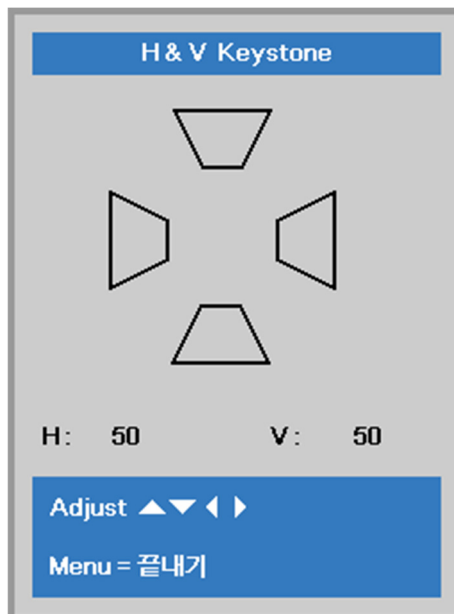 H & V Keystone
H: 50 V: 50
Adjust ▲▼◀▶
Menu = 끝내기